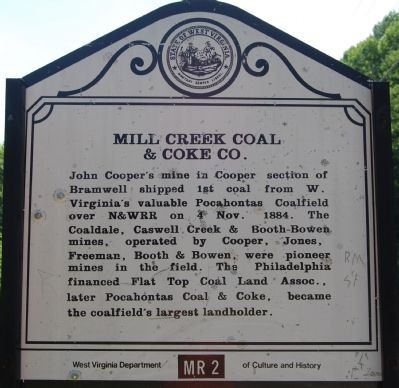 STATE OF WEST VIRGINIA
MONTANI SEMPER LIBERI
MILL CREEK COAL
& COKE CO.
John Cooper's mine in Cooper section of
Bramwell shipped 1st coal from W.
Virginia's valuable Pocahontas Coalfield
over N&WRR on 4 Nov. 1884. The
Coaldale, Caswell Creek & Booth-Bowen
mines, operated by Cooper, Jones,
Freeman, Booth & Bowen, were pioneer
mines in the field. The Philadelphia
financed Flat Top Coal Land Assoc.,
later Pocahontas Coal & Coke, became
the coalfield's largest landholder.
RM
West Virginia Department MR 2 of Culture and History